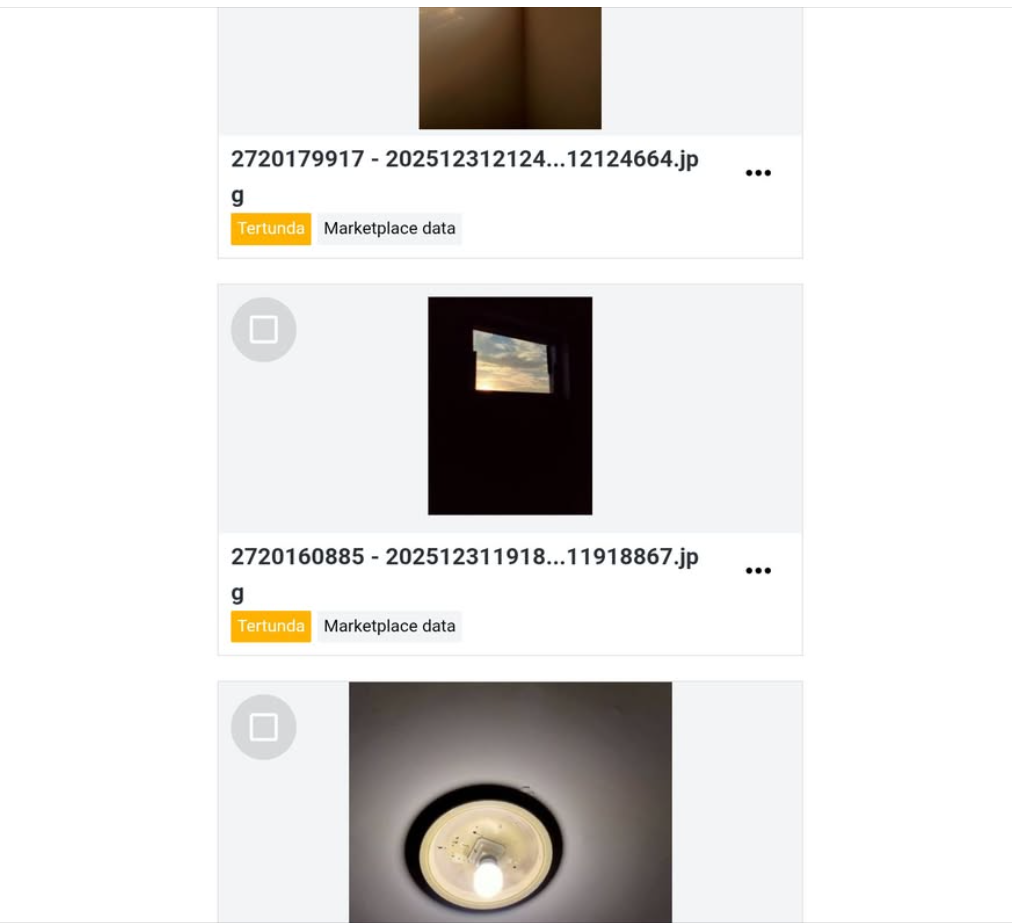 2720179917 - 202512312124...12124664.jp
g
Tertunda Marketplace data
2720160885 - 202512311918...11918867.jp
g
Tertunda Marketplace data